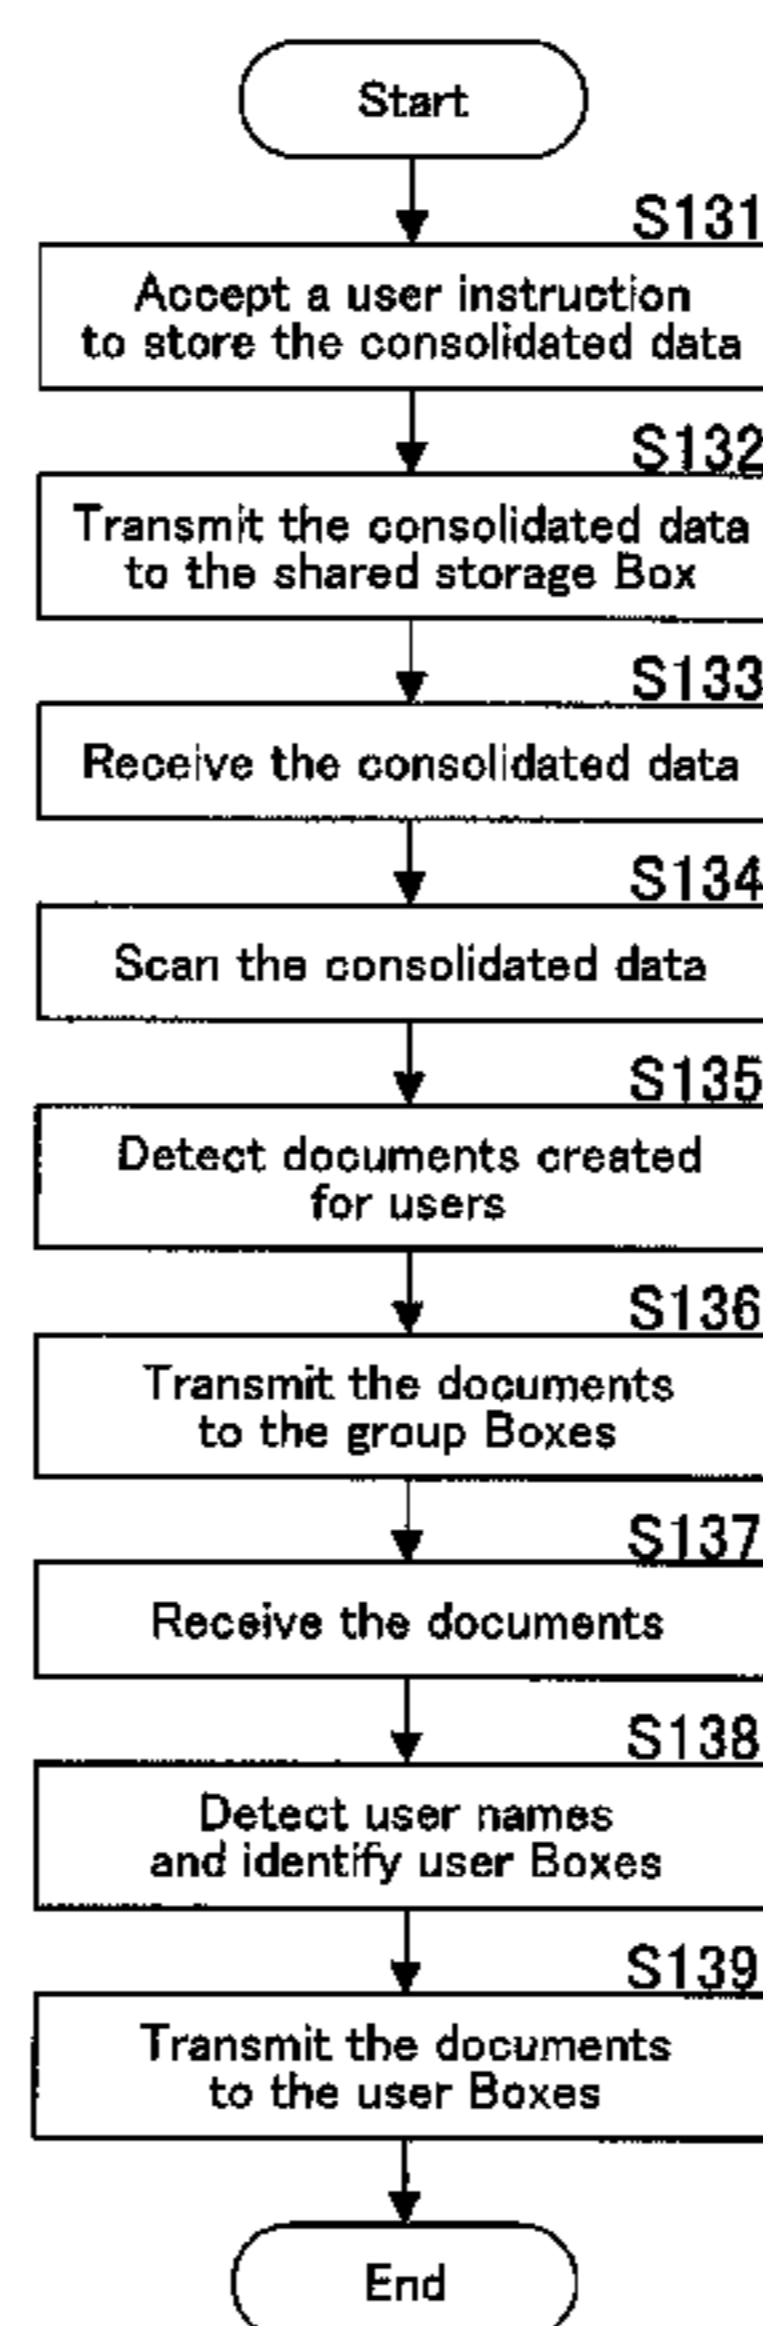 Start
S131
Accept a user instruction
to store the consolidated data
S132
Transmit the consolidated data
to the shared storage Box
S133
Receive the consolidated data
S134
Scan the consolidated data
S135
Detect documents created
for users
S136
Transmit the documents
to the group Boxes
S137
Receive the documents
S138
Detect user names
and identify user Boxes
S139
Transmit the documents
to the user Boxes
End